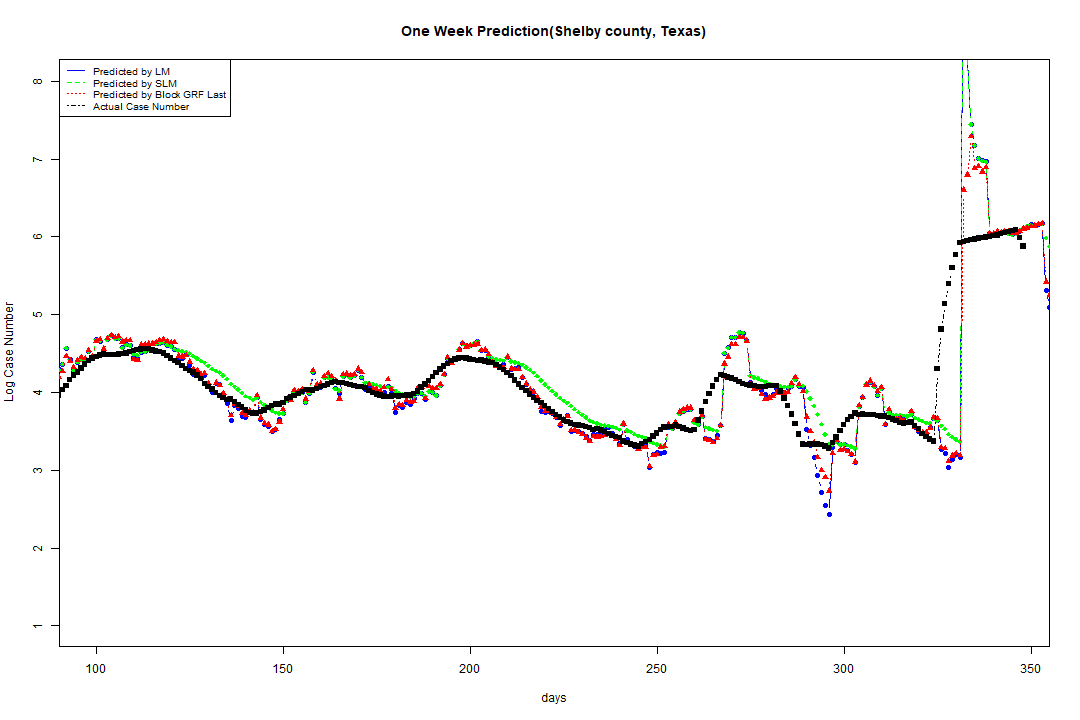 One Week Prediction(Shelby county, Texas)
Predicted by LM
Predicted by SLM
Predicted by Block GRF Last
Actual Case Number
8
7
6
5
4
3
2
1
Log Case Number
100 150 200 250 300 350
days